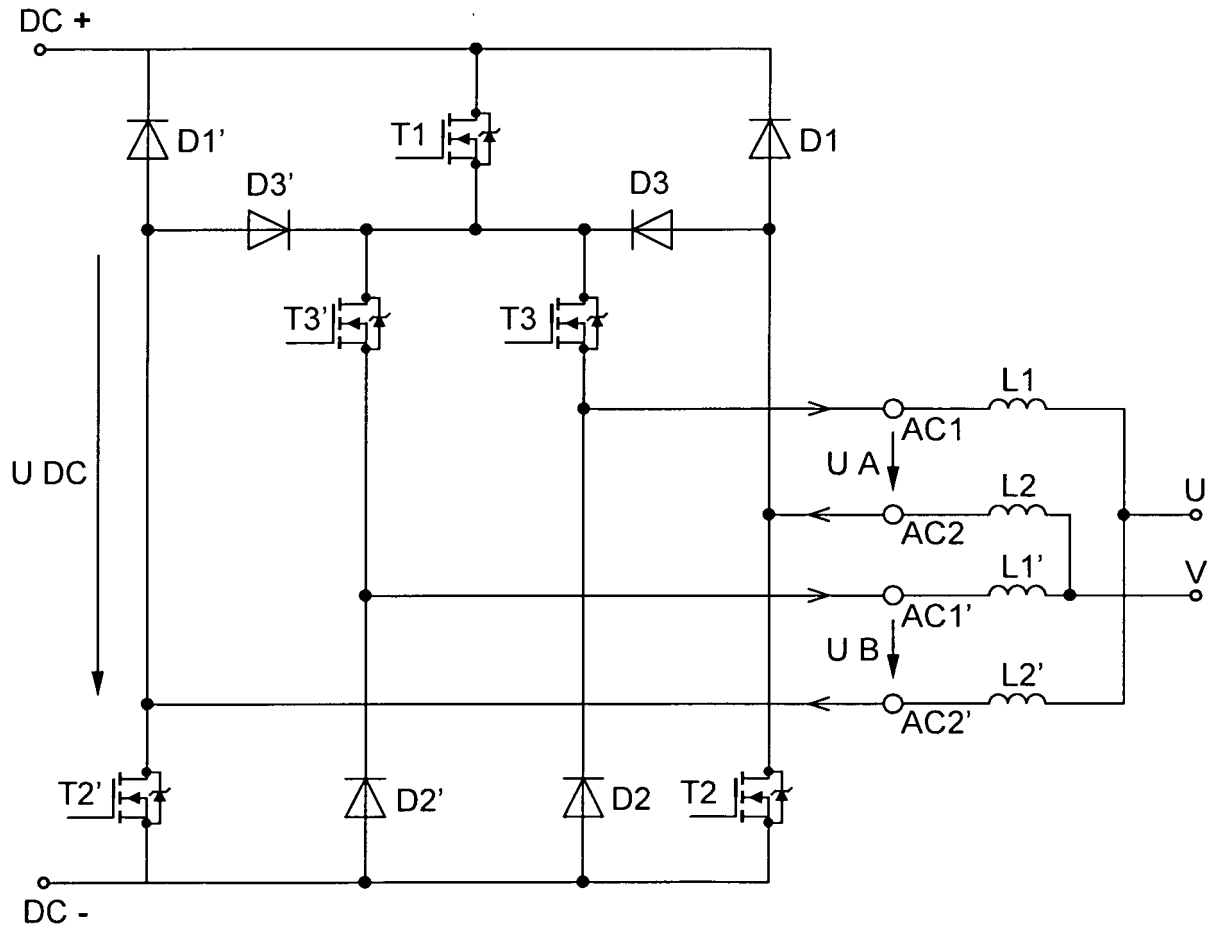 DC +
D1'
T1
D1
D3'
D3
T3'
T3
L1
AC1
U DC
U A
L2
U
AC2
L1'
V
AC1'
U B
L2'
AC2'
T2'
D2'
D2
T2
DC -